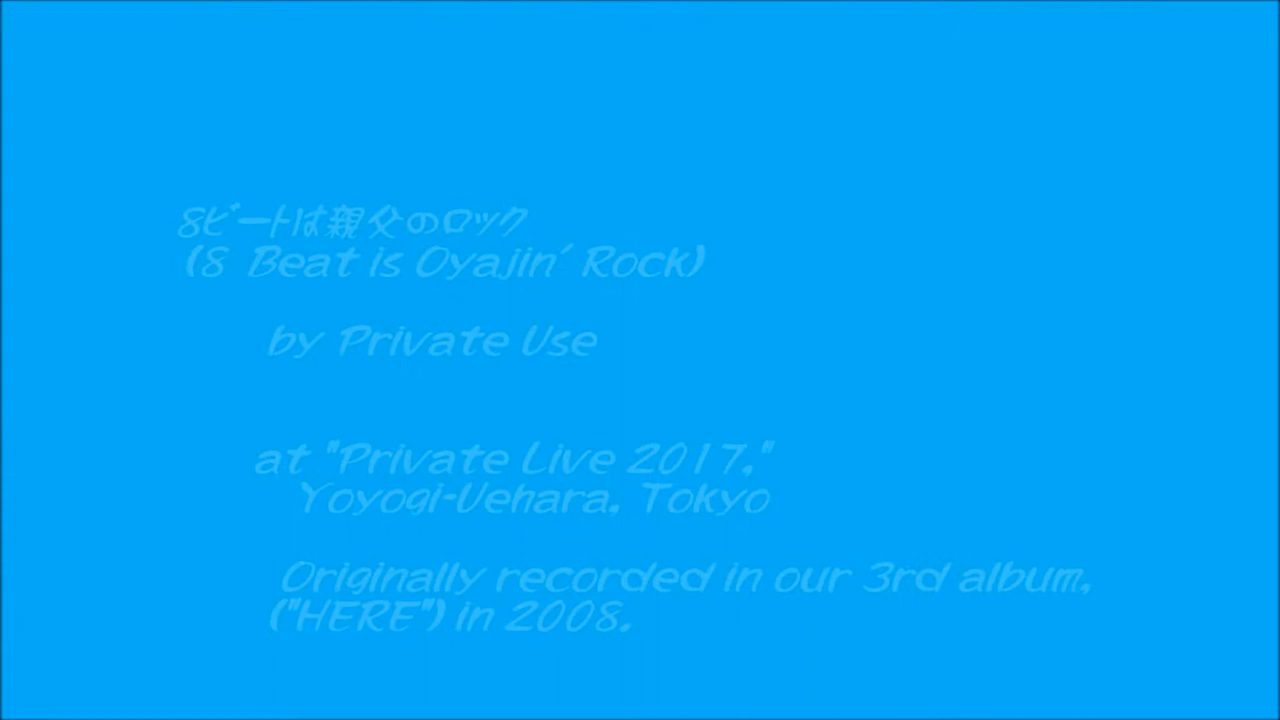 8ビートは親父のロック
(8 Beat is Oyajin' Rock)
by Private Use
at "Private Live 2017,"
Yoyogi-Uehara, Tokyo
Originally recorded in our 3rd album,
("HERE") in 2008.